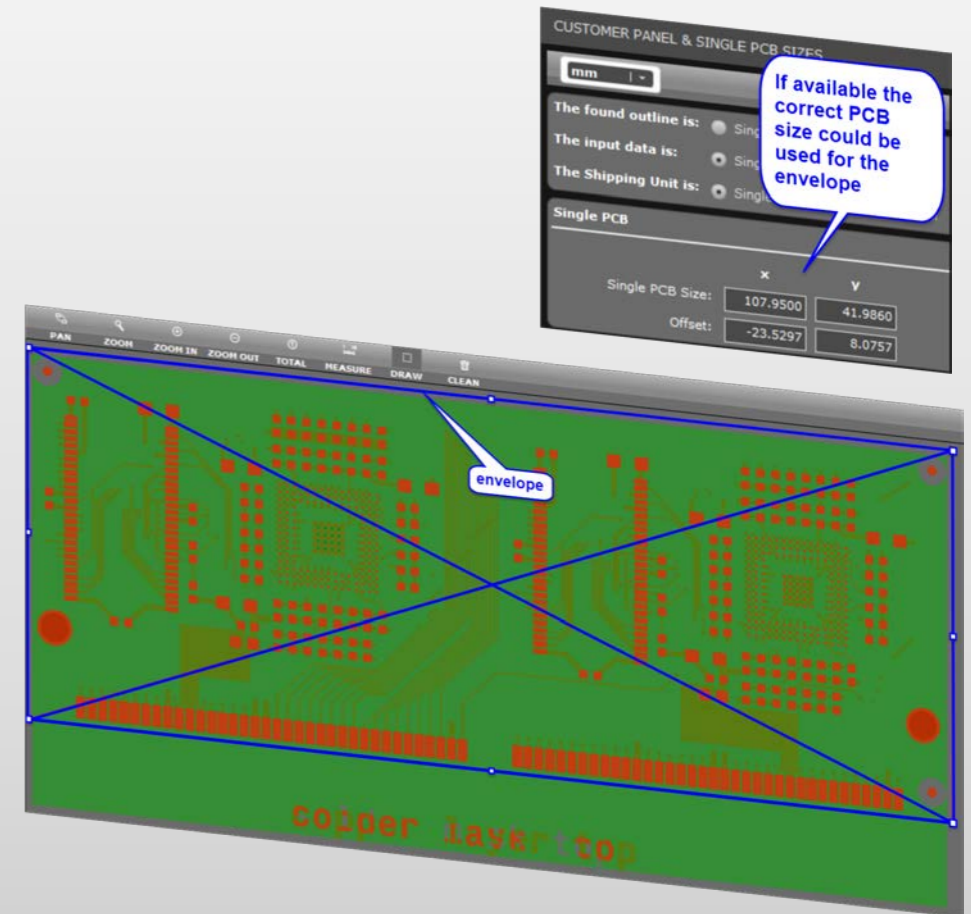 CUSTOMER PANEL & SINGLE PCB SIZES
mm
The found outline is:
The input data is:
The Shipping Unit is:
If available the
correct PCB
size could be
used for the
envelope
Single PCB
x y
Single PCB Size: 107.9500 41.9860
Offset: -23.5297 8.0757
PAN ZOOM ZOOM IN ZOOM OUT TOTAL MEASURE DRAW CLEAN
envelope
copper layer top